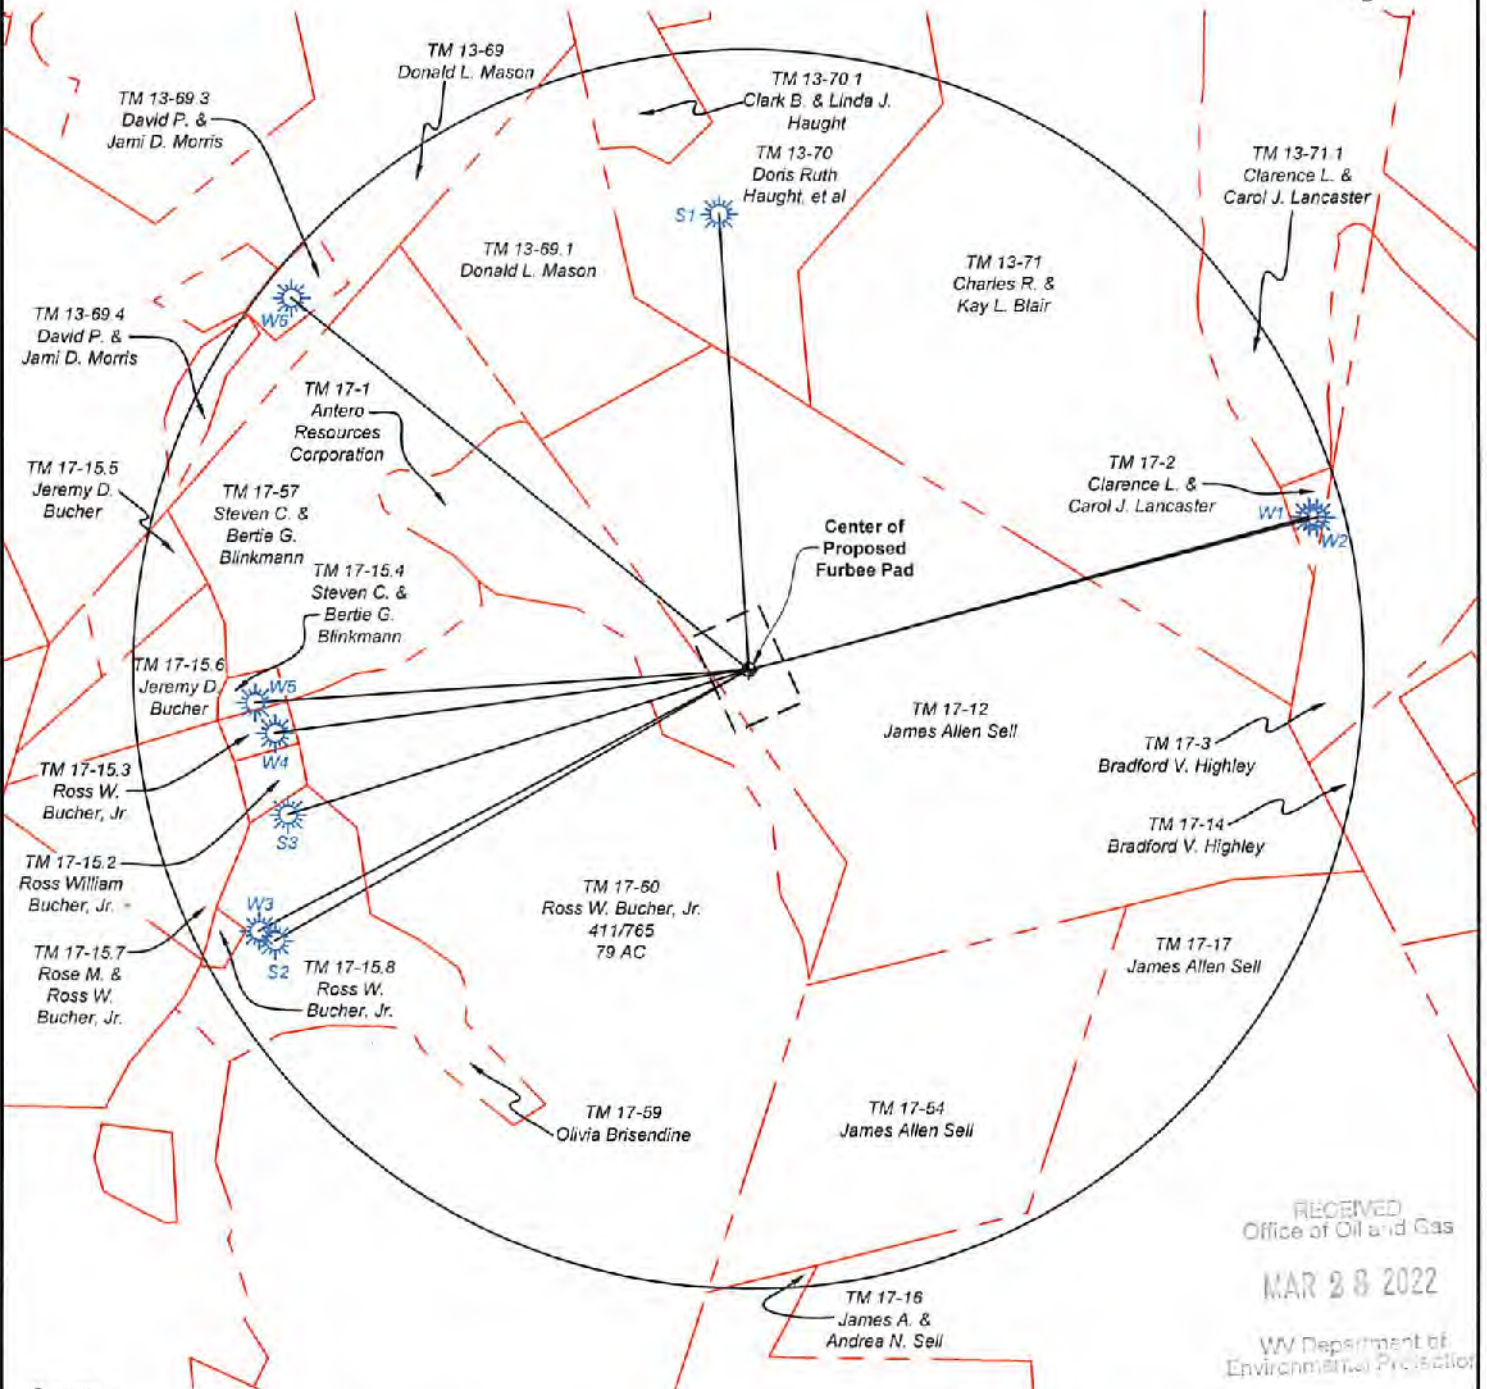 TM 13-69
Donald L. Mason
TM 13-69.3
David P. &
Jami D. Morris
TM 13-70.1
Clark B. & Linda J.
Haught
TM 13-70
Doris Ruth
Haught, et al
S1
TM 13-71.1
Clarence L. &
Carol J. Lancaster
TM 13-69.1
Donald L. Mason
TM 13-71
Charles R. &
Kay L. Blair
W6
TM 13-69.4
David P. &
Jami D. Morris
TM 17-1
Antero
Resources
Corporation
TM 17-15.5
Jeremy D.
Bucher
TM 17-57
Steven C. &
Bertie G.
Blinkmann
TM 17-2
Clarence L. &
Carol J. Lancaster
W1
W2
Center of
Proposed
Furbee Pad
TM 17-15.4
Steven C. &
Bertie G.
Blinkmann
TM 17-15.6
Jeremy D.
Bucher
W5
W4
TM 17-12
James Allen Sell
TM 17-3
Bradford V. Highley
TM 17-15.3
Ross W.
Bucher, Jr.
S3
TM 17-14
Bradford V. Highley
TM 17-15.2
Ross William
Bucher, Jr.
TM 17-60
Ross W. Bucher, Jr.
411/765
79 AC
W3
S2
TM 17-15.7
Rose M. &
Ross W.
Bucher, Jr.
TM 17-15.8
Ross W.
Bucher, Jr.
TM 17-17
James Allen Sell
TM 17-59
Olivia Brisendine
TM 17-54
James Allen Sell
TM 17-16
James A. &
Andrea N. Sell
RECEIVED
Office of Oil and Gas
MAR 28 2022
WV Department of
Environmental Protection